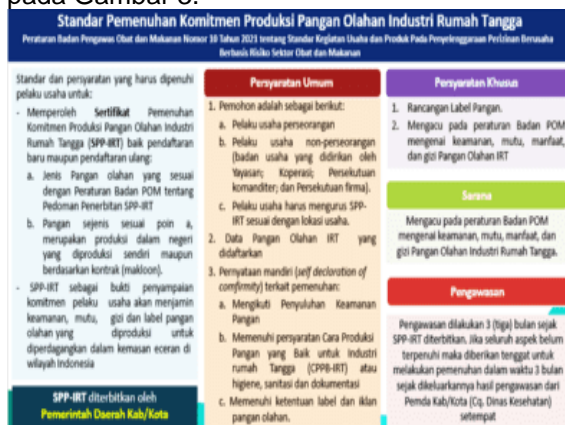 pada Gambar 3.
Standar Pemenuhan Komitmen Produksi Pangan Olahan Industri Rumah Tangga
Peraturan Badan Pengawas Obat dan Makanan Nomor 10 Tahun 2021 tentang Standar Kegiatan Usaha dan Produk Pada Penyelenggaraan Perizinan Berusaha
Berbasis Risiko Sektor Obat dan Makanan
Standar dan persyaratan yang harus dipenuhi
pelaku usaha untuk:
- Memperoleh Sertifikat Pemenuhan
Komitmen Produksi Pangan Olahan Industri
Rumah Tangga (SPP-IRT) baik pendaftaran
baru maupun pendaftaran ulang:
a. Jenis Pangan olahan yang sesuai
dengan Peraturan Badan POM tentang
Pedoman Penerbitan SPP-IRT
b. Pangan sejenis sesuai poin a,
merupakan produksi dalam negeri
yang diproduksi sendiri maupun
berdasarkan kontrak (makloon).
- SPP-IRT sebagai bukti penyampaian
komitmen pelaku usaha akan menjamin
keamanan, mutu, gizi dan label pangan
olahan yang diproduksi untuk
diperdagangkan dalam kemasan eceran di
wilayah Indonesia
SPP-IRT diterbitkan oleh
Pemerintah Daerah Kab/Kota
Persyaratan Umum
1. Pemohon adalah sebagai berikut:
a. Pelaku usaha perseorangan
b. Pelaku usaha non-perseorangan
(badan usaha yang didirikan oleh
Yayasan; Koperasi; Persekutuan
komanditer; dan Persekutuan firma).
c. Pelaku usaha harus mengurus SPP-
IRT sesuai dengan lokasi usaha.
2. Data Pangan Olahan IRT yang
didaftarkan
3. Pernyataan mandiri (self declaration of
comfirmity) terkait pemenuhan:
a. Mengikuti Penyuluhan Keamanan
Pangan
b. Memenuhi persyaratan Cara Produksi
Pangan yang Baik untuk Industri
rumah Tangga (CPPB-IRT) atau
higiene, sanitasi dan dokumentasi
c. Memenuhi ketentuan label dan iklan
pangan olahan.
Persyaratan Khusus
1. Rancangan Label Pangan.
2. Mengacu pada peraturan Badan POM
mengenai keamanan, mutu, manfaat,
dan gizi Pangan Olahan IRT
Sarana
Mengacu pada peraturan Badan POM
mengenai keamanan, mutu, manfaat, dan
gizi Pangan Olahan Industri Rumah Tangga.
Pengawasan
Pengawasan dilakukan 3 (tiga) bulan sejak
SPP-IRT diterbitkan. Jika seluruh aspek belum
terpenuhi maka diberikan tenggat untuk
melakukan pemenuhan dalam waktu 3 bulan
sejak dikeluarkannya hasil pengawasan dari
Pemda Kab/Kota (Cq. Dinas Kesehatan)
setempat